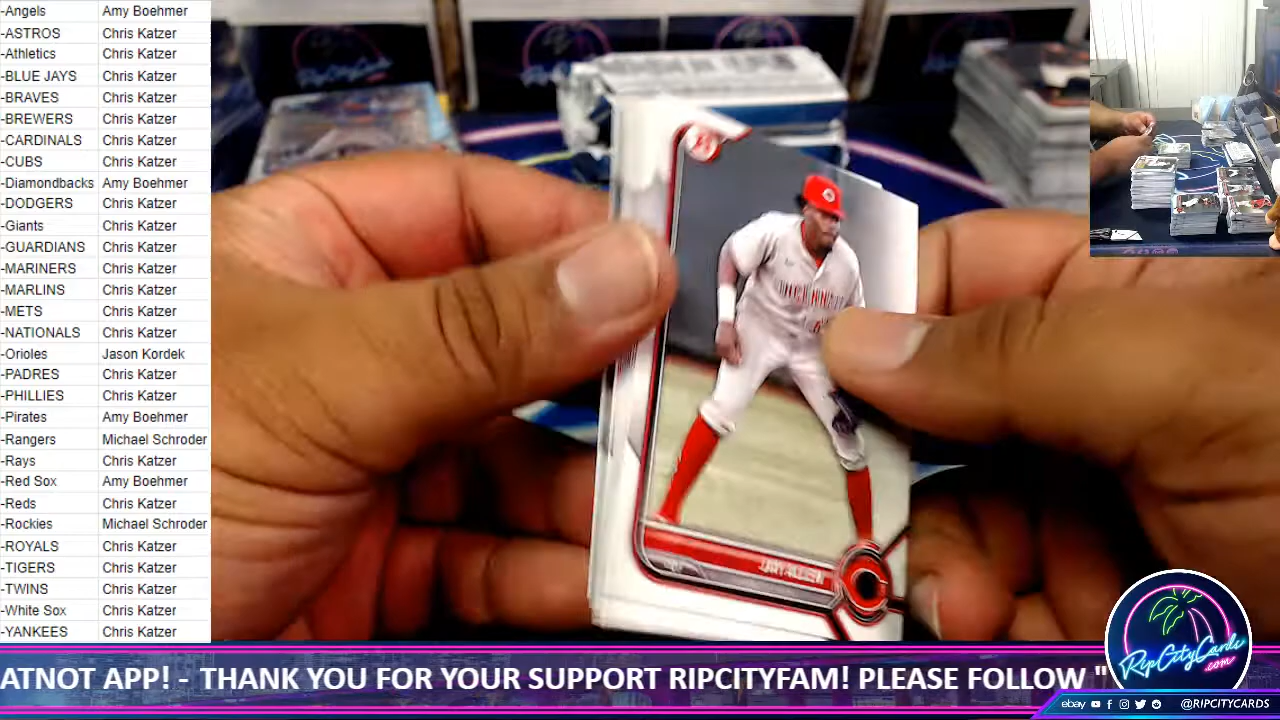 -Angels Amy Boehmer
-ASTROS Chris Katzer
-Athletics Chris Katzer
-BLUE JAYS Chris Katzer
-BRAVES Chris Katzer
-BREWERS Chris Katzer
-CARDINALS Chris Katzer
-CUBS Chris Katzer
-Diamondbacks Amy Boehmer
-DODGERS Chris Katzer
-Giants Chris Katzer
-GUARDIANS Chris Katzer
-MARINERS Chris Katzer
-MARLINS Chris Katzer
-METS Chris Katzer
-NATIONALS Chris Katzer
-Orioles Jason Kordek
-PADRES Chris Katzer
-PHILLIES Chris Katzer
-Pirates Amy Boehmer
-Rangers Michael Schroder
-Rays Chris Katzer
-Red Sox Amy Boehmer
-Reds Chris Katzer
-Rockies Michael Schroder
-ROYALS Chris Katzer
-TIGERS Chris Katzer
-TWINS Chris Katzer
-White Sox Chris Katzer
-YANKEES Chris Katzer
RipCityCards
.com
ATNOT APP! - THANK YOU FOR YOUR SUPPORT RIPCITYFAM! PLEASE FOLLOW "
ebay @RIPCITYCARDS